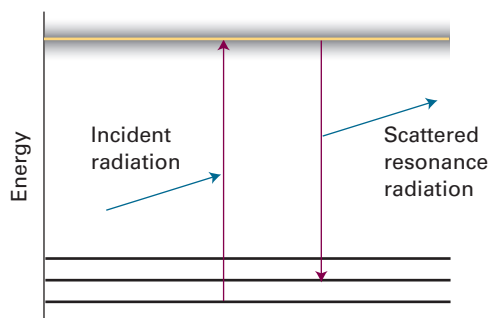 Energy
Incident
radiation
Scattered
resonance
radiation